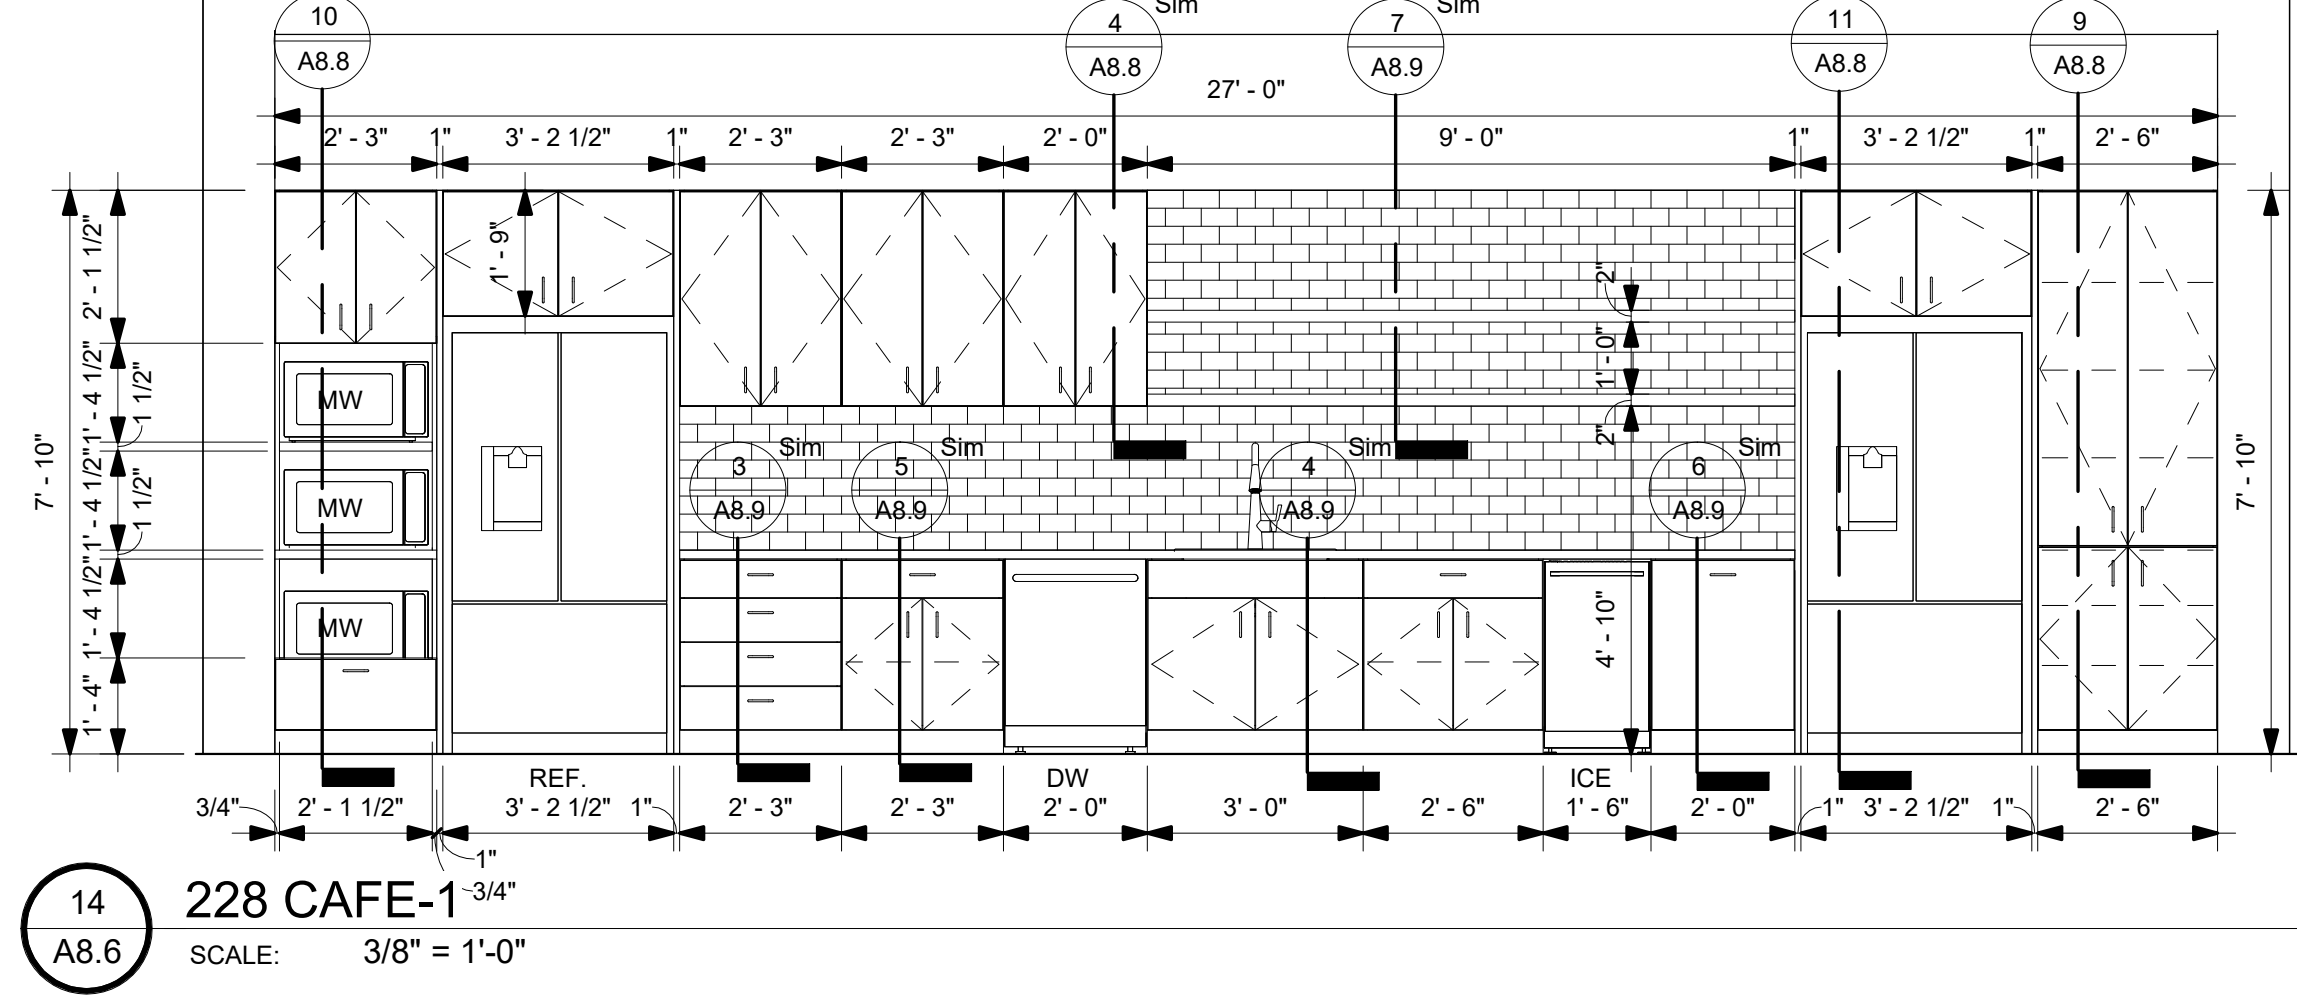 10
A8.8
4
A8.8
Sim
7
A8.9
Sim
11
A8.8
9
A8.8
27' - 0"
2' - 3"
1"
3' - 2 1/2"
1"
2' - 3"
2' - 3"
2' - 0"
9' - 0"
1"
3' - 2 1/2"
1"
2' - 6"
7' - 10"
2' - 1 1/2"
1' - 4 1/2"
1 1/2"
1' - 4 1/2"
1 1/2"
1' - 4 1/2"
1' - 4"
1' - 9"
MW
MW
MW
2"
1' - 0"
2"
4' - 10"
7' - 10"
3
A8.9
Sim
5
A8.9
Sim
4
A8.9
Sim
6
A8.9
Sim
REF.
DW
ICE
3/4"
2' - 1 1/2"
3' - 2 1/2"
1"
2' - 3"
2' - 3"
2' - 0"
3' - 0"
2' - 6"
1' - 6"
2' - 0"
1"
3' - 2 1/2"
1"
2' - 6"
1"
3/4"
14
A8.6
228 CAFE-1
SCALE: 3/8" = 1'-0"